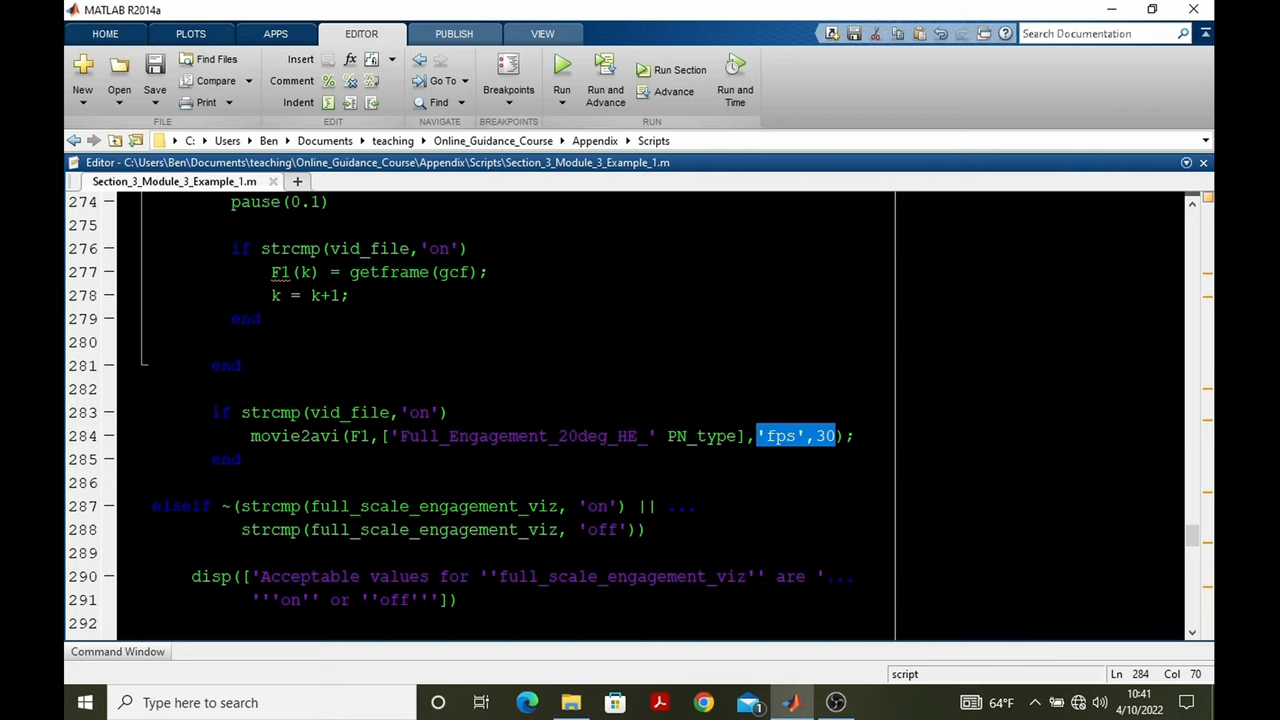 MATLAB R2014a
HOME PLOTS APPS EDITOR PUBLISH VIEW Search Documentation
New Open Save Find Files Compare Print Insert Comment Indent fx Go To Find Breakpoints Run Run and Advance Run Section Advance Run and Time
FILE EDIT NAVIGATE BREAKPOINTS RUN
C: Users Ben Documents teaching Online_Guidance_Course Appendix Scripts
Editor - C:\Users\Ben\Documents\teaching\Online_Guidance_Course\Appendix\Scripts\Section_3_Module_3_Example_1.m
Section_3_Module_3_Example_1.m
274 pause(0.1)
275
276 if strcmp(vid_file,'on')
277 F1(k) = getframe(gcf);
278 k = k+1;
279 end
280
281 end
282
283 if strcmp(vid_file,'on')
284 movie2avi(F1,['Full_Engagement_20deg_HE_' PN_type],'fps',30);
285 end
286
287 elseif ~(strcmp(full_scale_engagement_viz, 'on') || ...
288 strcmp(full_scale_engagement_viz, 'off'))
289
290 disp(['Acceptable values for ''full_scale_engagement_viz'' are '...
291 '''on'' or ''off'''])
292
Command Window
script Ln 284 Col 70
Type here to search 1 64°F 10:41
4/10/2022